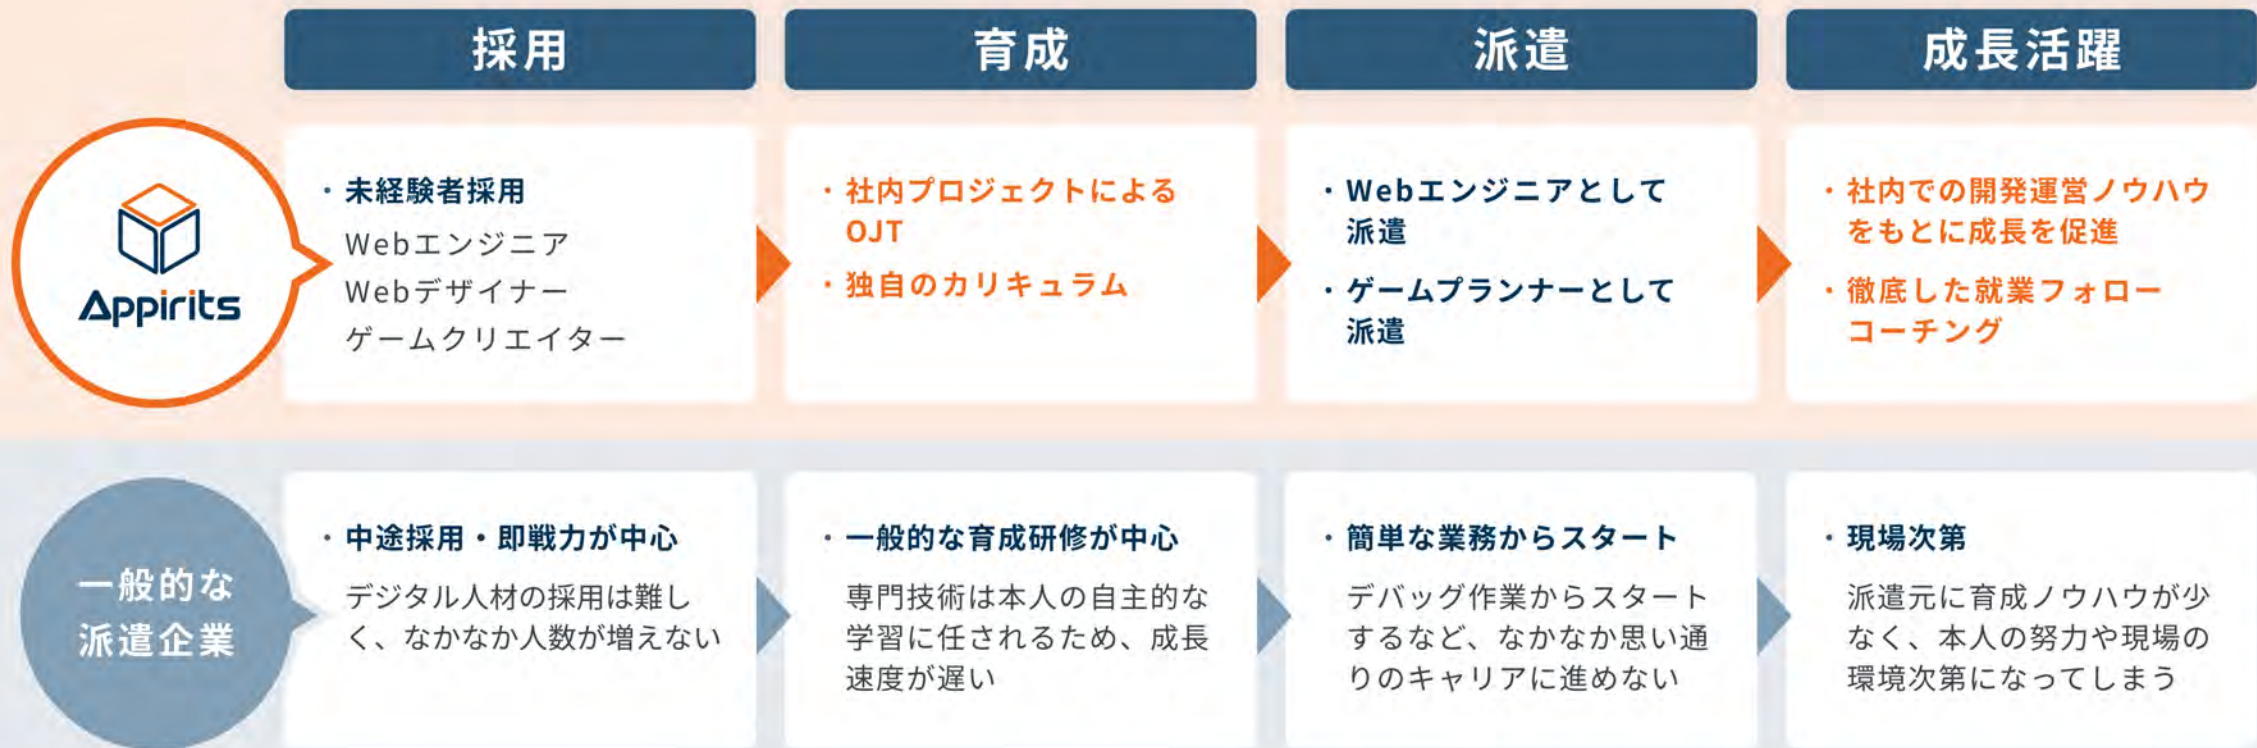 採用
育成
派遣
成長活躍
Appirits
・未経験者採用
Webエンジニア
Webデザイナー
ゲームクリエイター
・社内プロジェクトによる
OJT
・独自のカリキュラム
・Webエンジニアとして
派遣
・ゲームプランナーとして
派遣
・社内での開発運営ノウハウ
をもとに成長を促進
・徹底した就業フォロー
コーチング
一般的な
派遣企業
・中途採用・即戦力が中心
デジタル人材の採用は難し
く、なかなか人数が増えない
・一般的な育成研修が中心
専門技術は本人の自主的な
学習に任されるため、成長
速度が遅い
・簡単な業務からスタート
デバッグ作業からスタート
するなど、なかなか思い通
りのキャリアに進めない
・現場次第
派遣元に育成ノウハウが少
なく、本人の努力や現場の
環境次第になってしまう